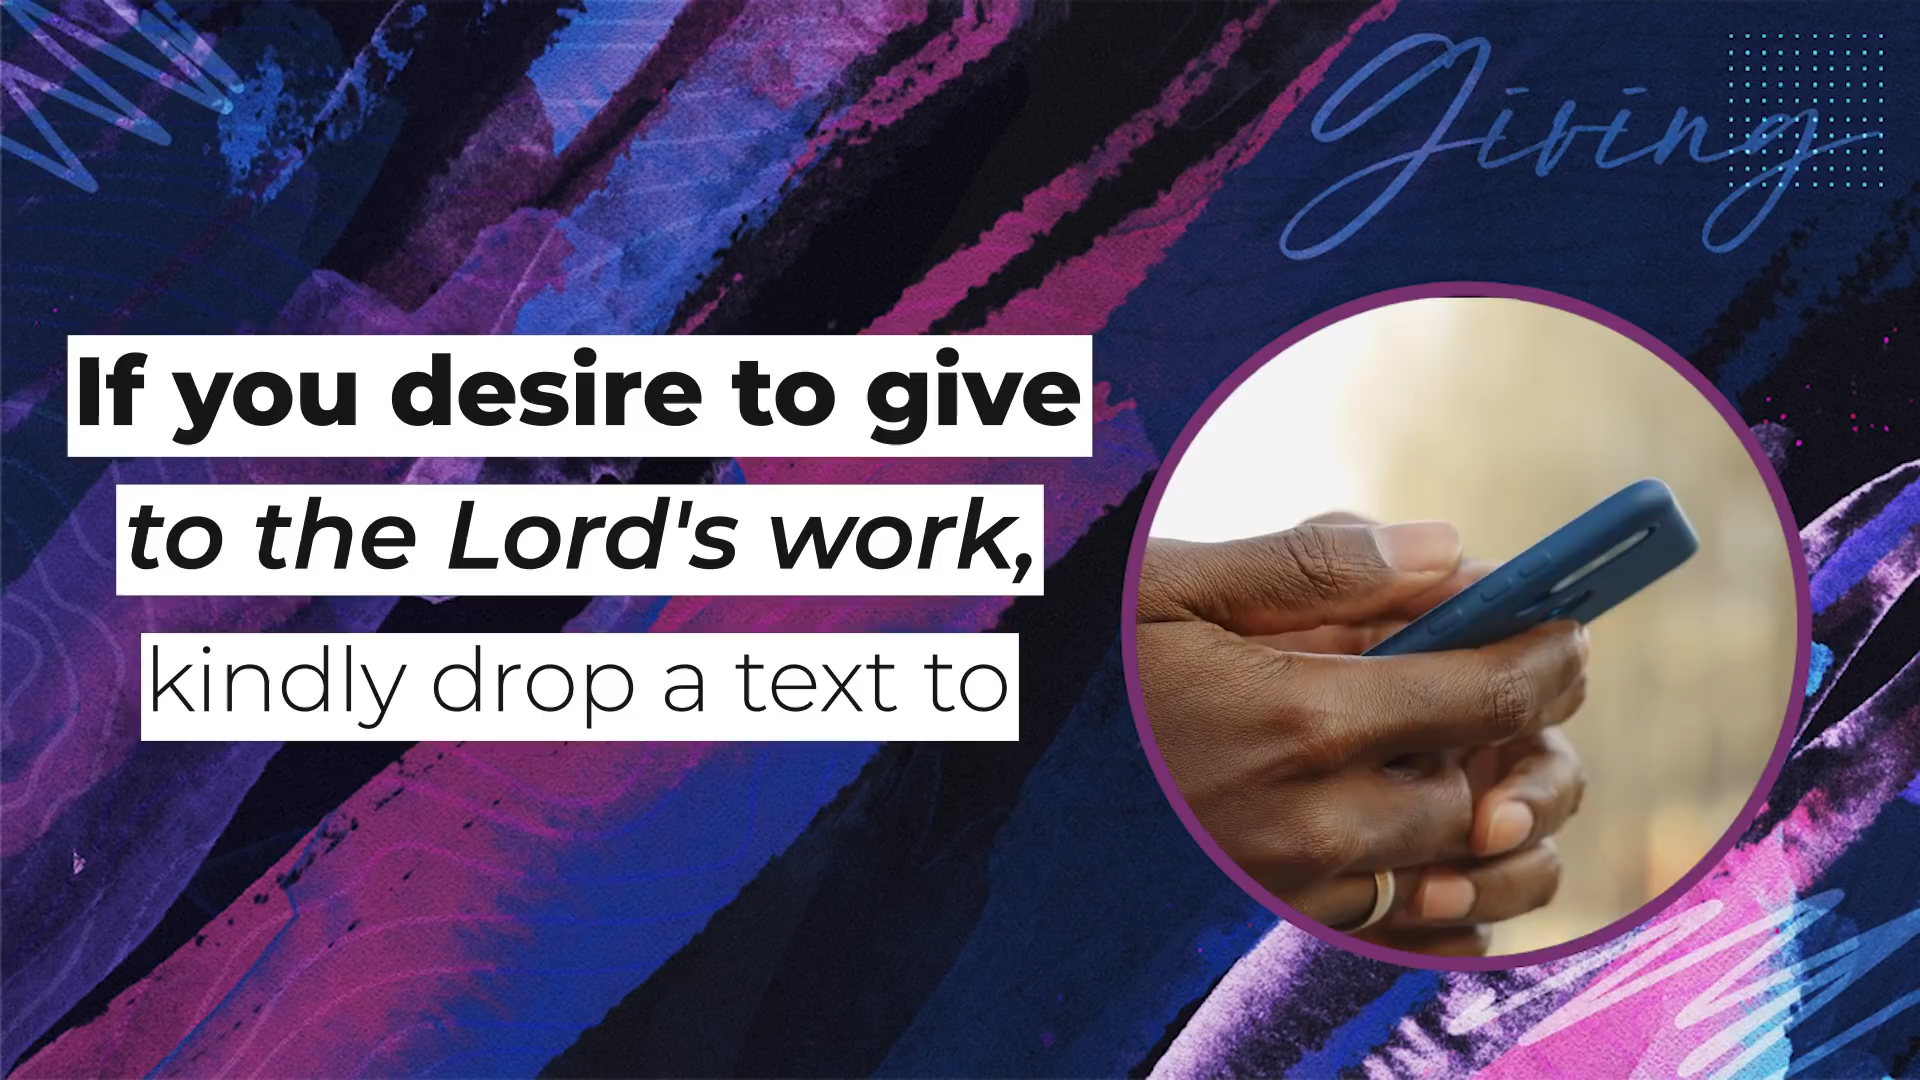 Giving
If you desire to give
to the Lord's work,
kindly drop a text to